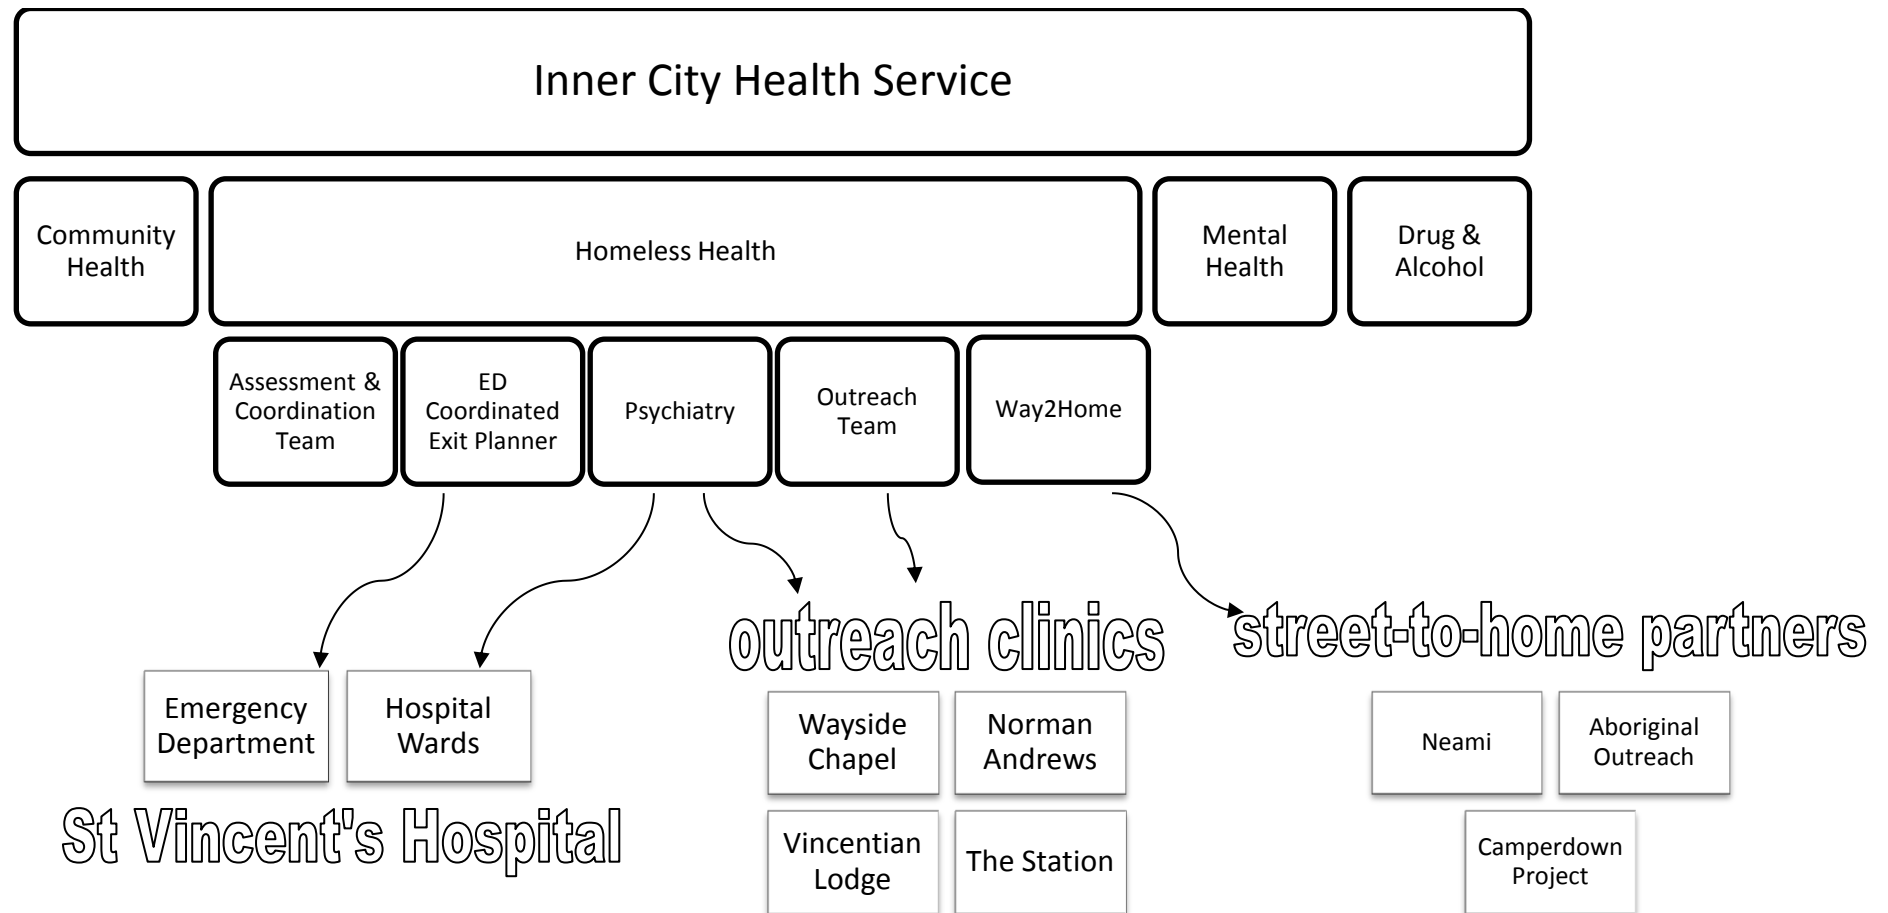 Inner City Health Service
Community
Health
Homeless Health
Mental
Health
Drug &
Alcohol
Assessment &
Coordination
Team
ED
Coordinated
Exit Planner
Psychiatry
Outreach
Team
Way2Home
outreach clinics
street-to-home partners
Emergency
Department
Hospital
Wards
St Vincent's Hospital
Wayside
Chapel
Norman
Andrews
Vincentian
Lodge
The Station
Neami
Aboriginal
Outreach
Camperdown
Project